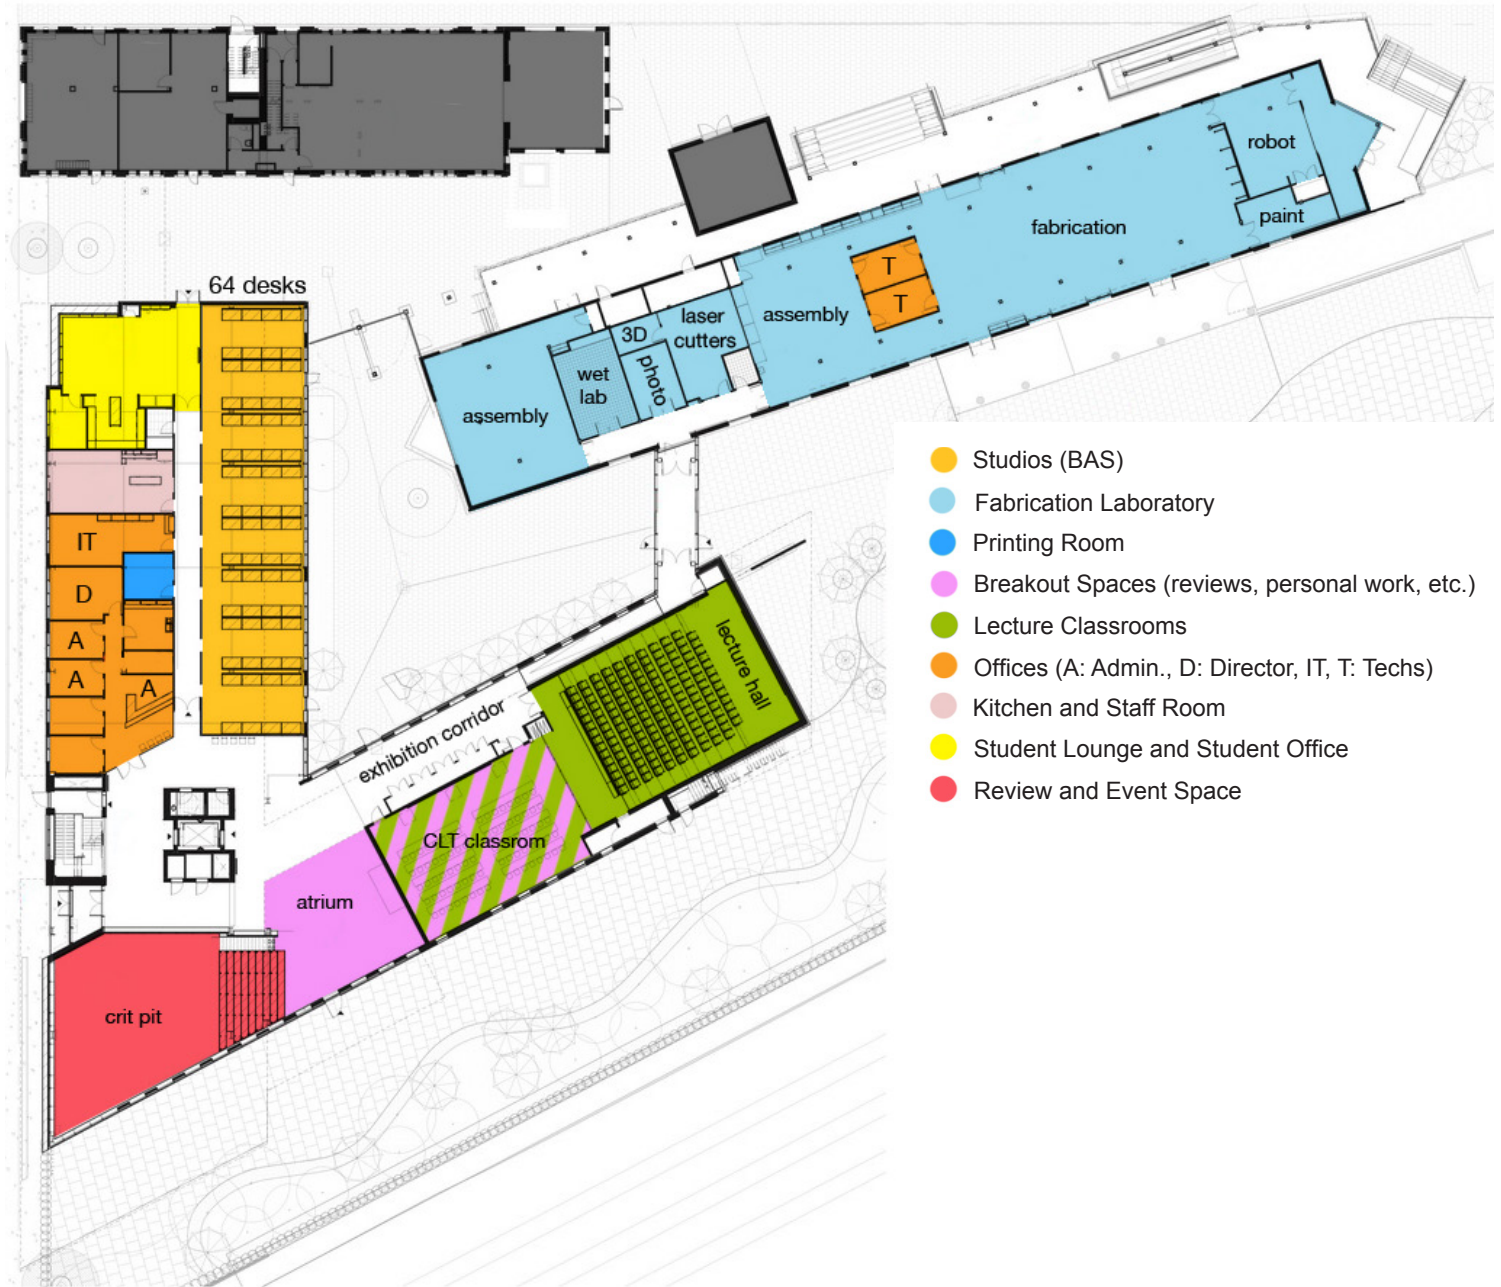 64 desks
robot
paint
fabrication
T
T
assembly
laser
cutters
3D
photo
wet
lab
assembly
IT
D
A
A
A
lecture hall
exhibition corridor
CLT classrom
atrium
crit pit
Studios (BAS)
Fabrication Laboratory
Printing Room
Breakout Spaces (reviews, personal work, etc.)
Lecture Classrooms
Offices (A: Admin., D: Director, IT, T: Techs)
Kitchen and Staff Room
Student Lounge and Student Office
Review and Event Space